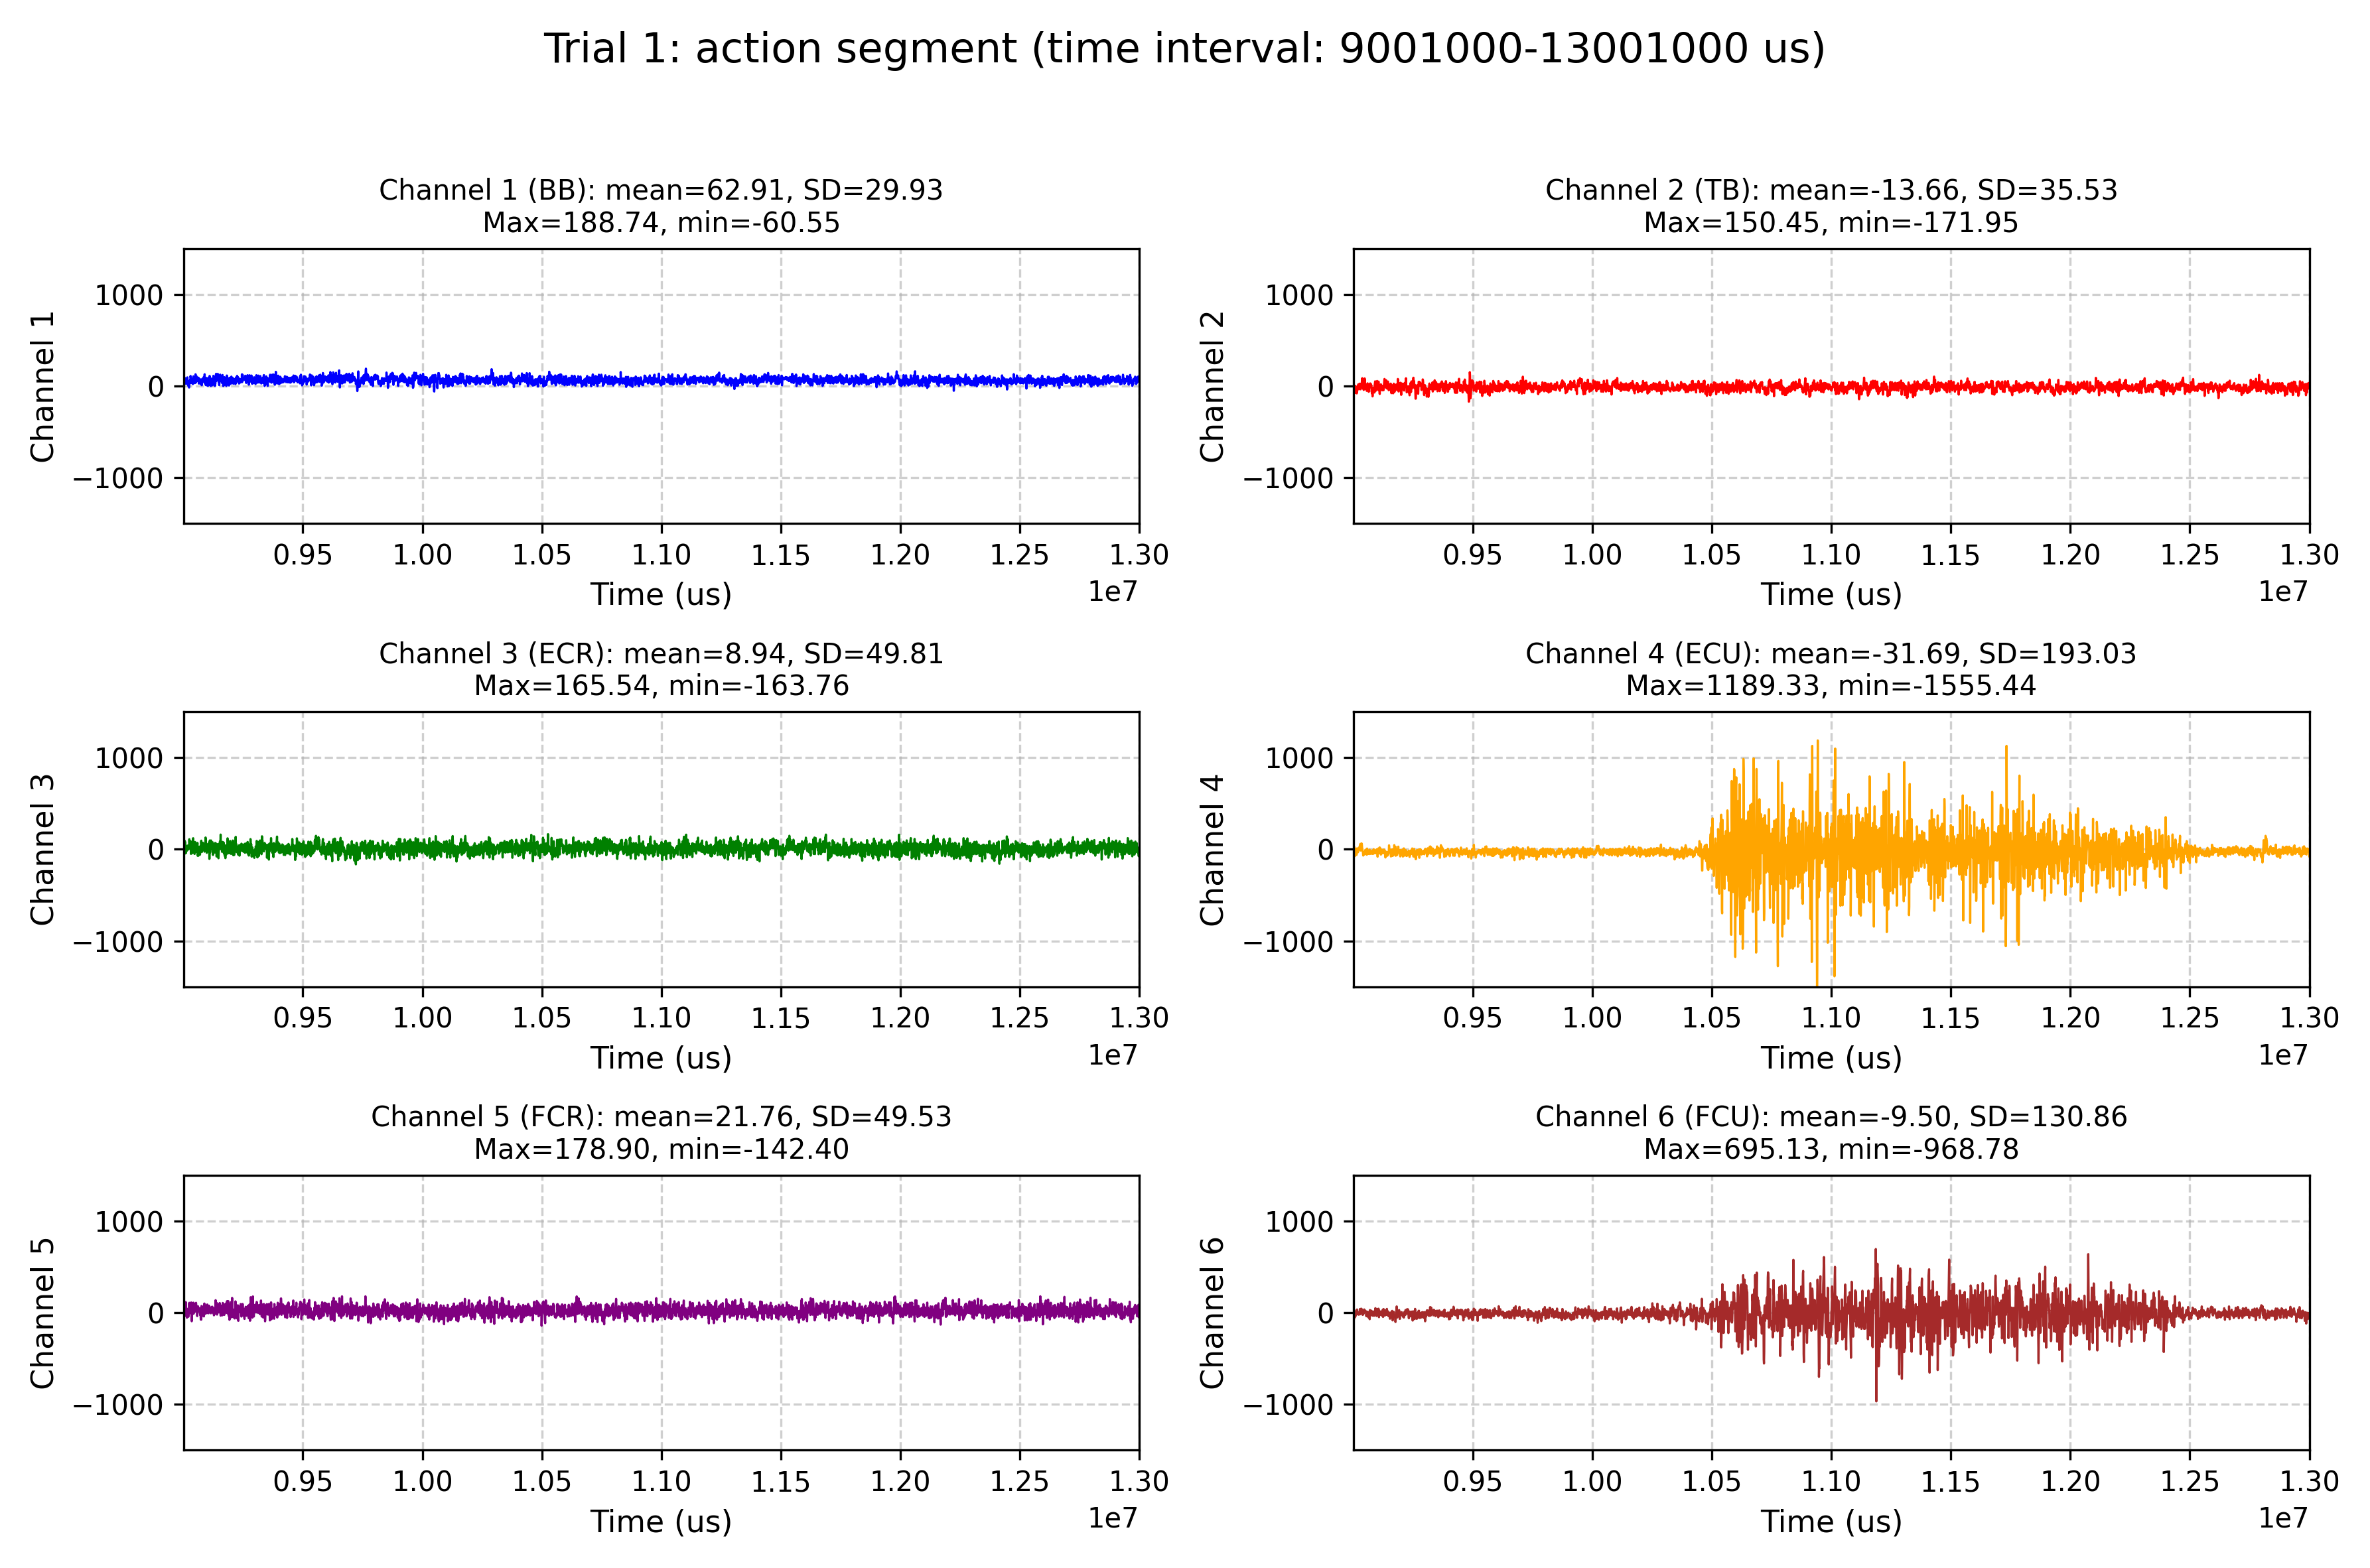 Trial 1: action segment (time interval: 9001000-13001000 us)
Channel 1 (BB): mean=62.91, SD=29.93
Max=188.74, min=-60.55
Channel 1
1000
0
−1000
0.95 1.00 1.05 1.10 1.15 1.20 1.25 1.30
Time (us)
1e7
Channel 2 (TB): mean=-13.66, SD=35.53
Max=150.45, min=-171.95
Channel 2
1000
0
−1000
0.95 1.00 1.05 1.10 1.15 1.20 1.25 1.30
Time (us)
1e7
Channel 3 (ECR): mean=8.94, SD=49.81
Max=165.54, min=-163.76
Channel 3
1000
0
−1000
0.95 1.00 1.05 1.10 1.15 1.20 1.25 1.30
Time (us)
1e7
Channel 4 (ECU): mean=-31.69, SD=193.03
Max=1189.33, min=-1555.44
Channel 4
1000
0
−1000
0.95 1.00 1.05 1.10 1.15 1.20 1.25 1.30
Time (us)
1e7
Channel 5 (FCR): mean=21.76, SD=49.53
Max=178.90, min=-142.40
Channel 5
1000
0
−1000
0.95 1.00 1.05 1.10 1.15 1.20 1.25 1.30
Time (us)
1e7
Channel 6 (FCU): mean=-9.50, SD=130.86
Max=695.13, min=-968.78
Channel 6
1000
0
−1000
0.95 1.00 1.05 1.10 1.15 1.20 1.25 1.30
Time (us)
1e7